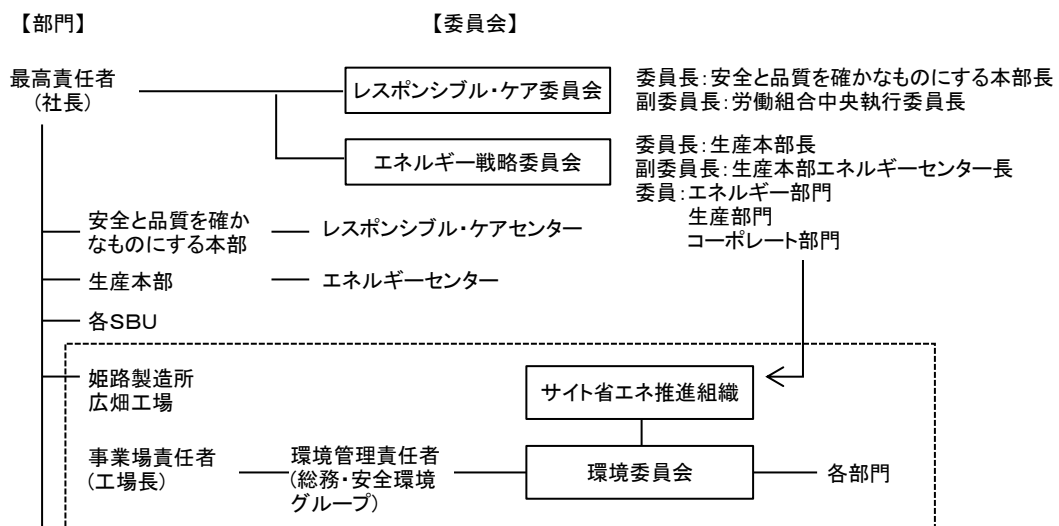 【部門】 【委員会】
最高責任者
(社長)
レスポンシブル・ケア委員会
委員長：安全と品質を確かなものにする本部長
副委員長：労働組合中央執行委員長
エネルギー戦略委員会
委員長：生産本部長
副委員長：生産本部エネルギーセンター長
委員：エネルギー部門
生産部門
コーポレート部門
安全と品質を確か
なものにする本部
レスポンシブル・ケアセンター
生産本部
エネルギーセンター
各SBU
姫路製造所
広畑工場
サイト省エネ推進組織
事業場責任者
(工場長)
環境管理責任者
(総務・安全環境
グループ)
環境委員会
各部門